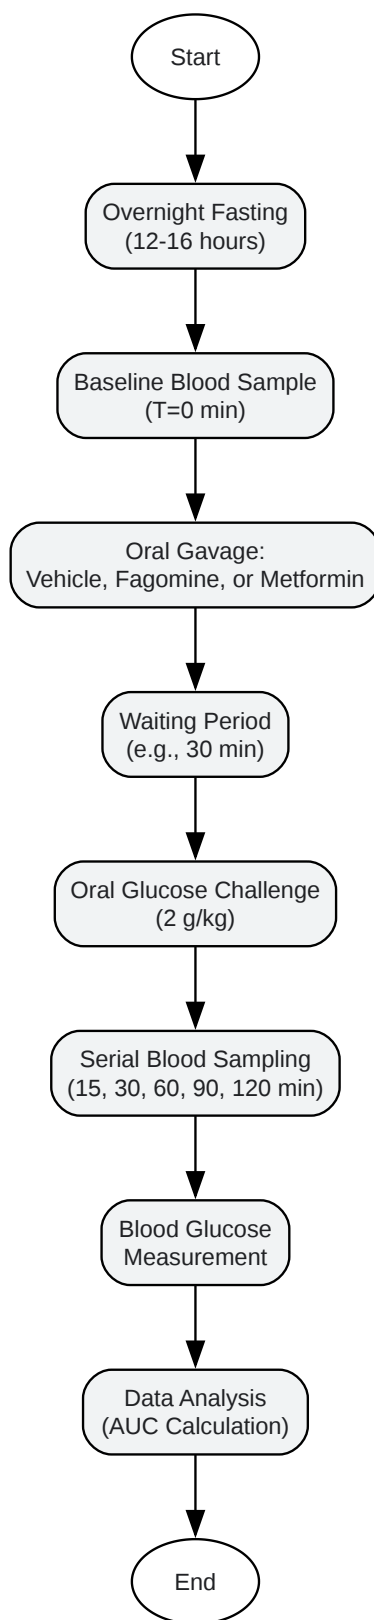 Start
Overnight Fasting
(12-16 hours)
Baseline Blood Sample
(T=0 min)
Oral Gavage:
Vehicle, Fagomine, or Metformin
Waiting Period
(e.g., 30 min)
Oral Glucose Challenge
(2 g/kg)
Serial Blood Sampling
(15, 30, 60, 90, 120 min)
Blood Glucose
Measurement
Data Analysis
(AUC Calculation)
End